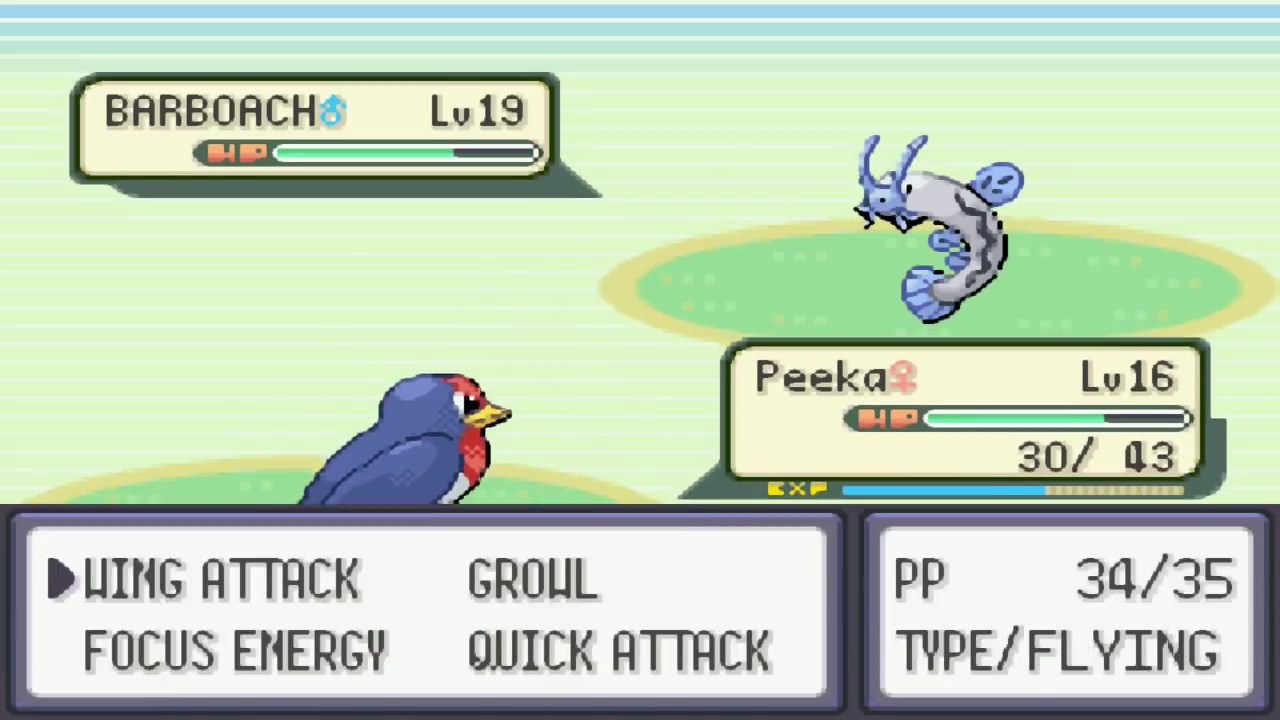 BARBOACH♂ Lv19
HP
Peeka♀ Lv16
HP
30/ 43
EXP
WING ATTACK GROWL
FOCUS ENERGY QUICK ATTACK
PP 34/35
TYPE/FLYING